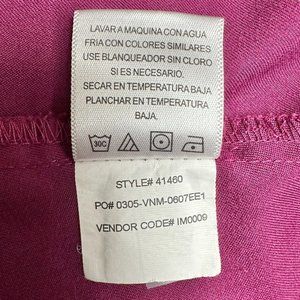 LAVAR A MAQUINA CON AGUA
FRIA CON COLORES SIMILARES
USE BLANQUEADOR SIN CLORO
SI ES NECESARIO.
SECAR EN TEMPERATURA BAJA
PLANCHAR EN TEMPERATURA
BAJA.
30C
STYLE# 41460
PO# 0305-VNM-0607EE1
VENDOR CODE# IM0009